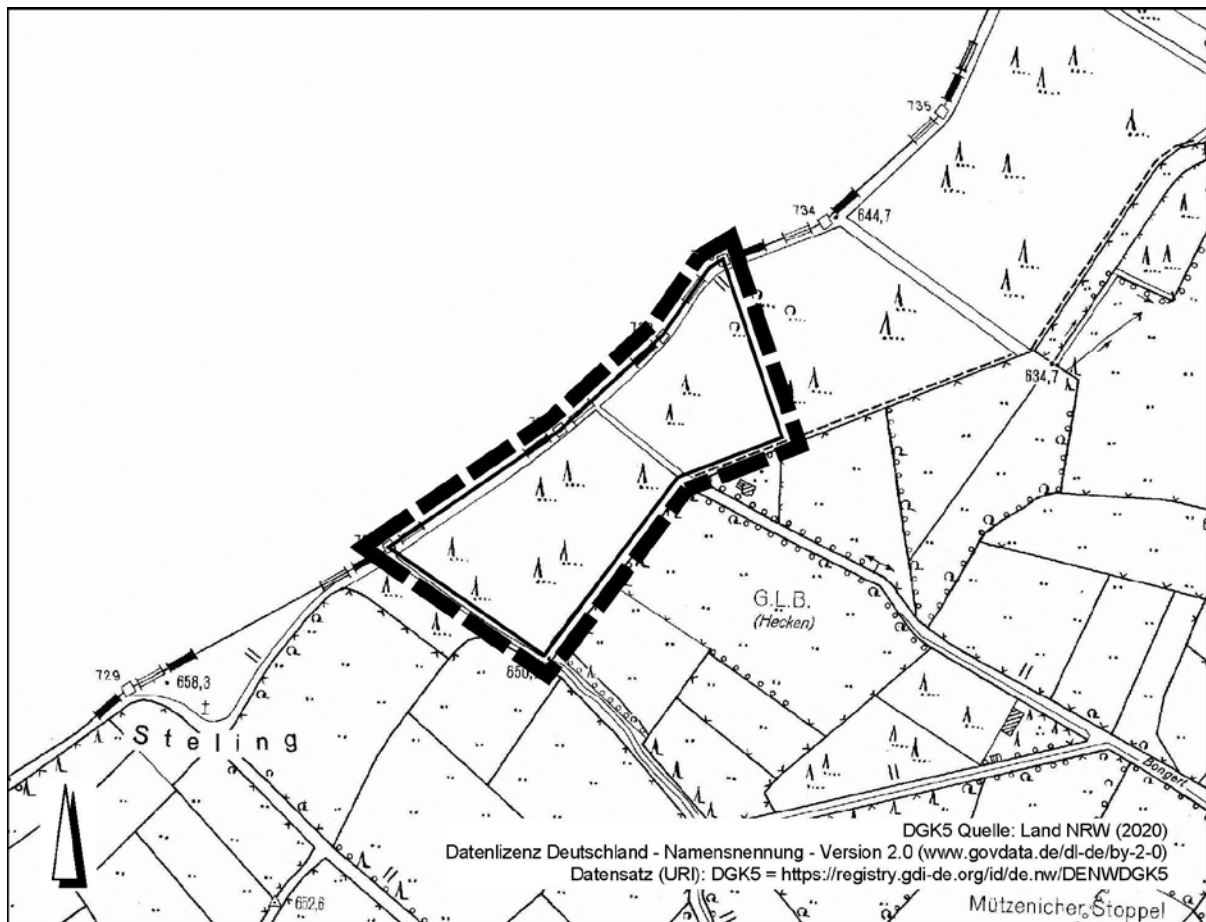 735
734
644,7
634,7
G.L.B.
(Hecken)
729
658,3
Steling
Bongert
652,6
DGK5 Quelle: Land NRW (2020)
Datenlizenz Deutschland - Namensnennung - Version 2.0 (www.govdata.de/dl-de/by-2-0)
Datensatz (URI): DGK5 = https://registry.gdi-de.org/id/de.nw/DENWDGK5
Mützenicher Stoppel